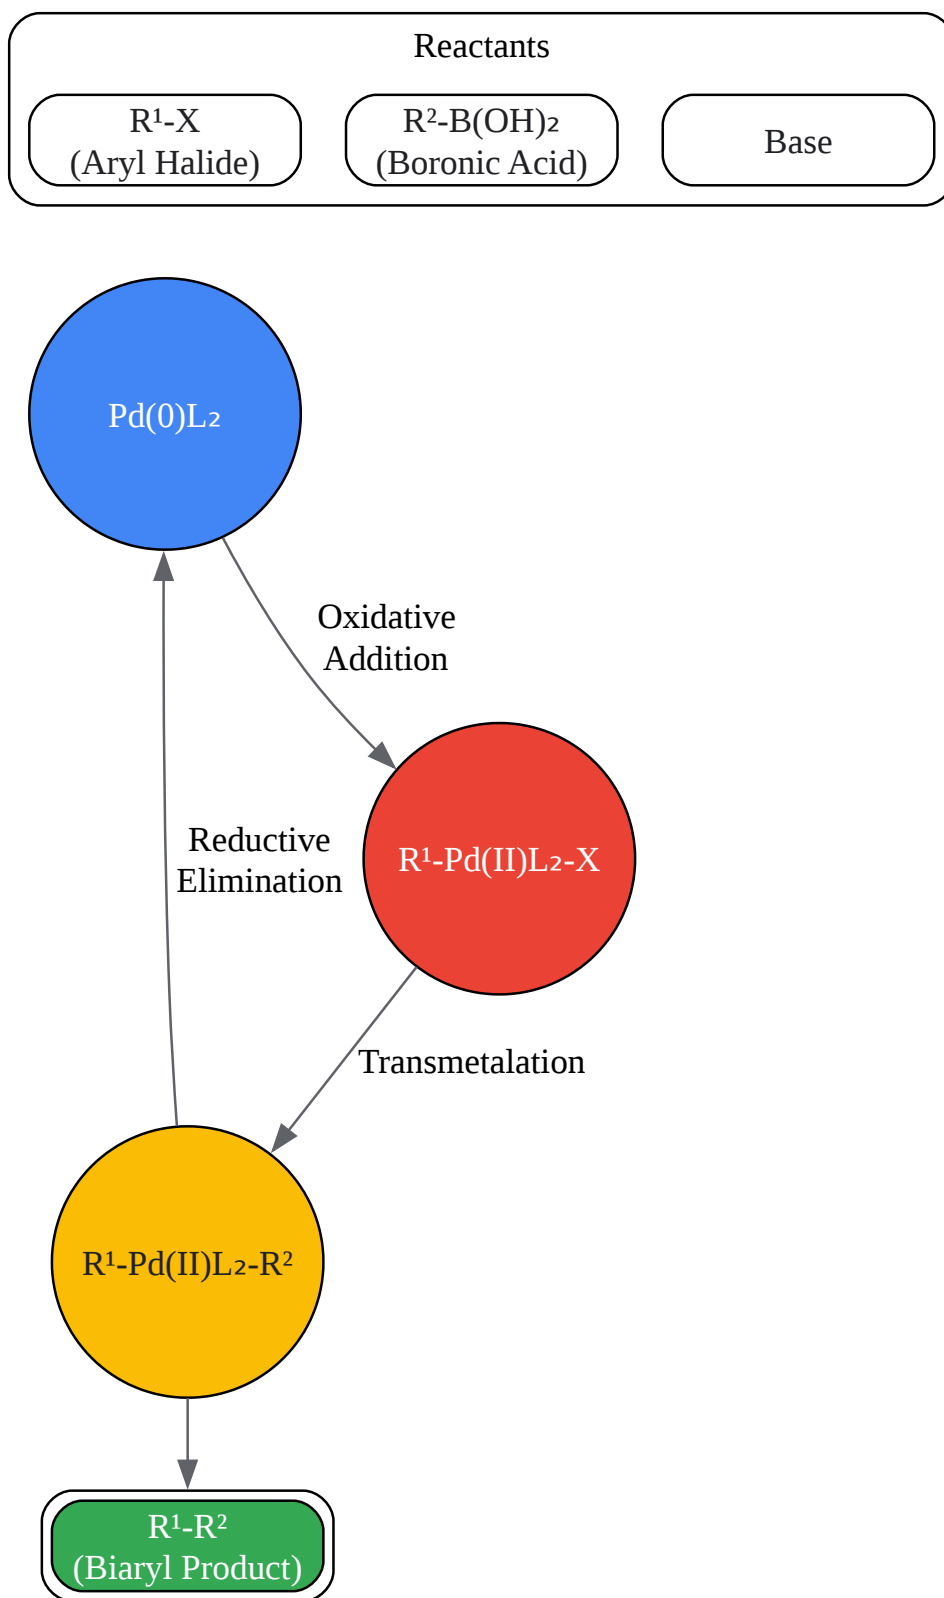 Reactants
R¹-X
(Aryl Halide)
R²-B(OH)₂
(Boronic Acid)
Base
Pd(0)L₂
Oxidative
Addition
Reductive
Elimination
R¹-Pd(II)L₂-X
Transmetalation
R¹-Pd(II)L₂-R²
R¹-R²
(Biaryl Product)